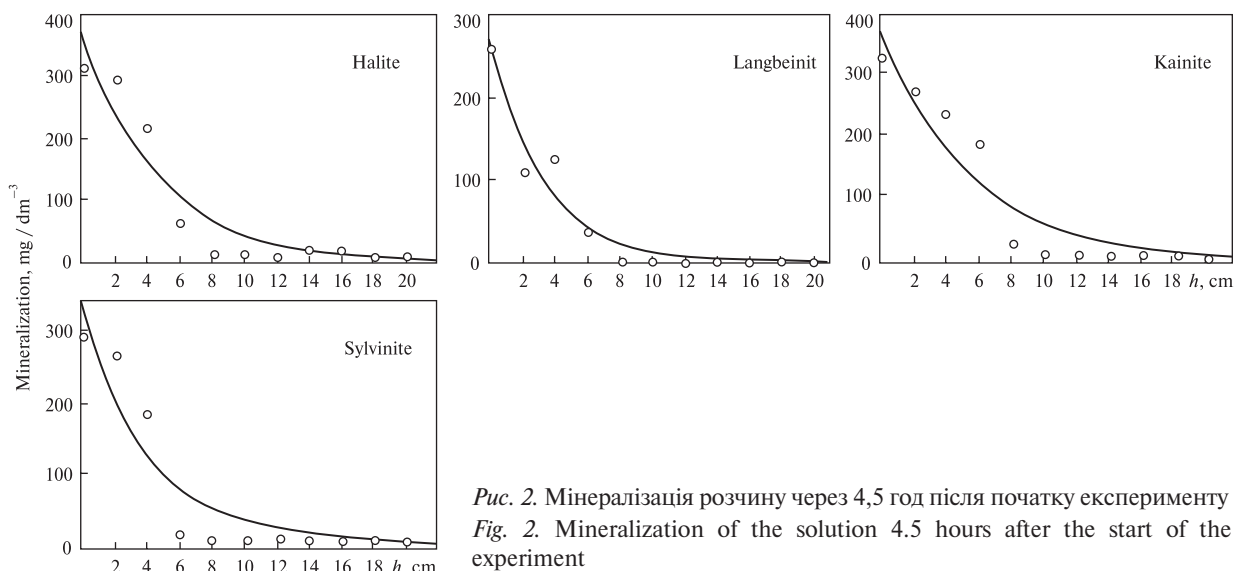 400
300
200
100
0
Halite
2 4 6 8 10 12 14 16 18 20
300
200
100
0
Langbeinit
2 4 6 8 10 12 14 16 18 20
400
300
200
100
0
Kainite
2 4 6 8 10 12 14 16 18 h, cm
Mineralization, mg / dm⁻³
300
200
100
0
Sylvinite
2 4 6 8 10 12 14 16 18 h, cm
Рис. 2. Мінералізація розчину через 4,5 год після початку експерименту
Fig. 2. Mineralization of the solution 4.5 hours after the start of the
experiment